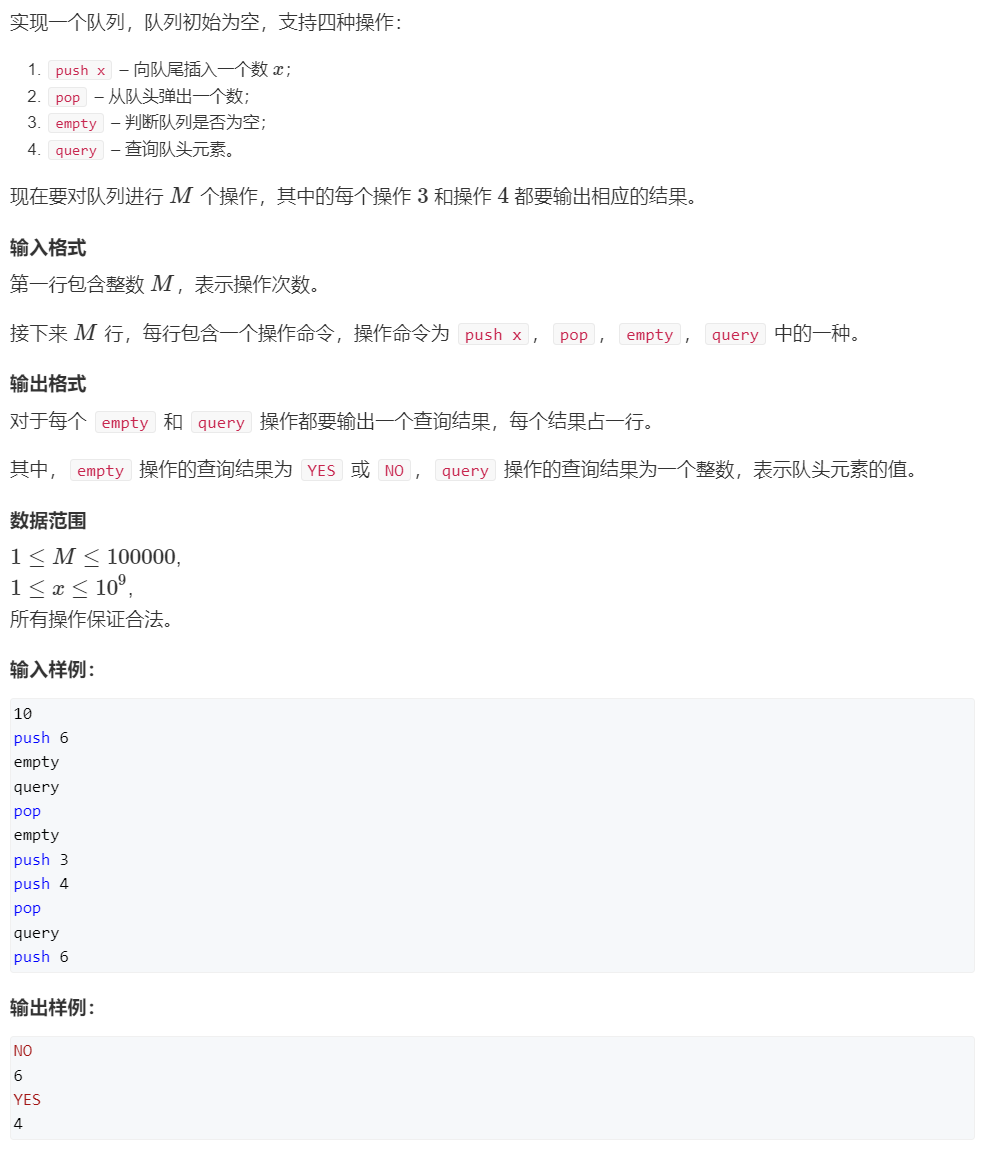 实现一个队列，队列初始为空，支持四种操作：
1. push x – 向队尾插入一个数 x；
2. pop – 从队头弹出一个数；
3. empty – 判断队列是否为空；
4. query – 查询队头元素。
现在要对队列进行 M 个操作，其中的每个操作 3 和操作 4 都要输出相应的结果。
输入格式
第一行包含整数 M，表示操作次数。
接下来 M 行，每行包含一个操作命令，操作命令为 push x，pop，empty，query 中的一种。
输出格式
对于每个 empty 和 query 操作都要输出一个查询结果，每个结果占一行。
其中，empty 操作的查询结果为 YES 或 NO，query 操作的查询结果为一个整数，表示队头元素的值。
数据范围
1 ≤ M ≤ 100000,
1 ≤ x ≤ 10⁹,
所有操作保证合法。
输入样例：
10
push 6
empty
query
pop
empty
push 3
push 4
pop
query
push 6
输出样例：
NO
6
YES
4